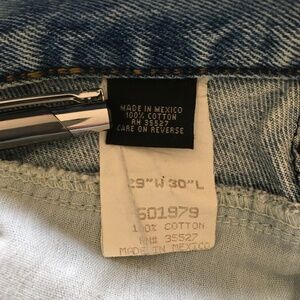 MADE IN MEXICO
100% COTTON
RN 35527
CARE ON REVERSE
29"W 30"L
501979
100% COTTON
RN# 35527
MADE IN MEXICO